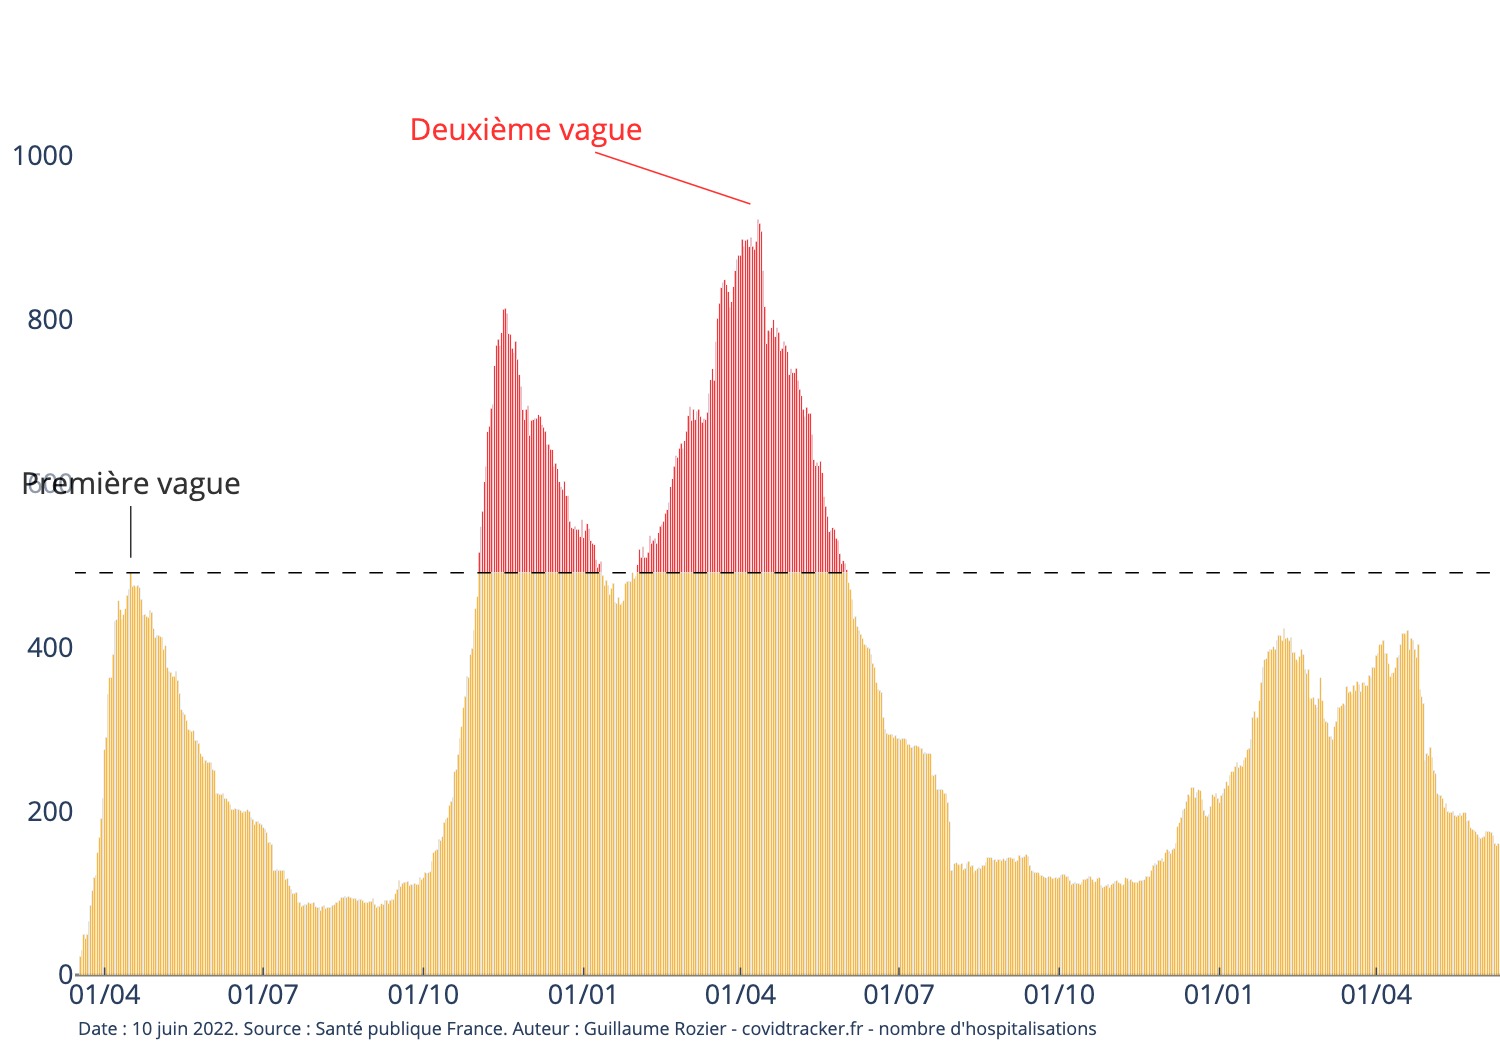 Deuxième vague
1000
800
Première vague
600
400
200
0
01/04 01/07 01/10 01/01 01/04 01/07 01/10 01/01 01/04
Date : 10 juin 2022. Source : Santé publique France. Auteur : Guillaume Rozier - covidtracker.fr - nombre d'hospitalisations